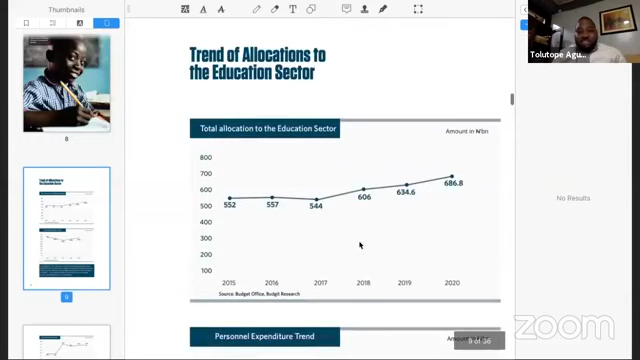 Thumbnails
8
9
Trend of Allocations to
the Education Sector
Total allocation to the Education Sector
Amount in ₦'bn
800
700
600
500
400
300
200
100
552
557
544
606
634.6
686.8
2015
2016
2017
2018
2019
2020
Source: Budget Office, Budgit Research
Personnel Expenditure Trend
9 of 36
No Results
Tolutope Agu...
zoom